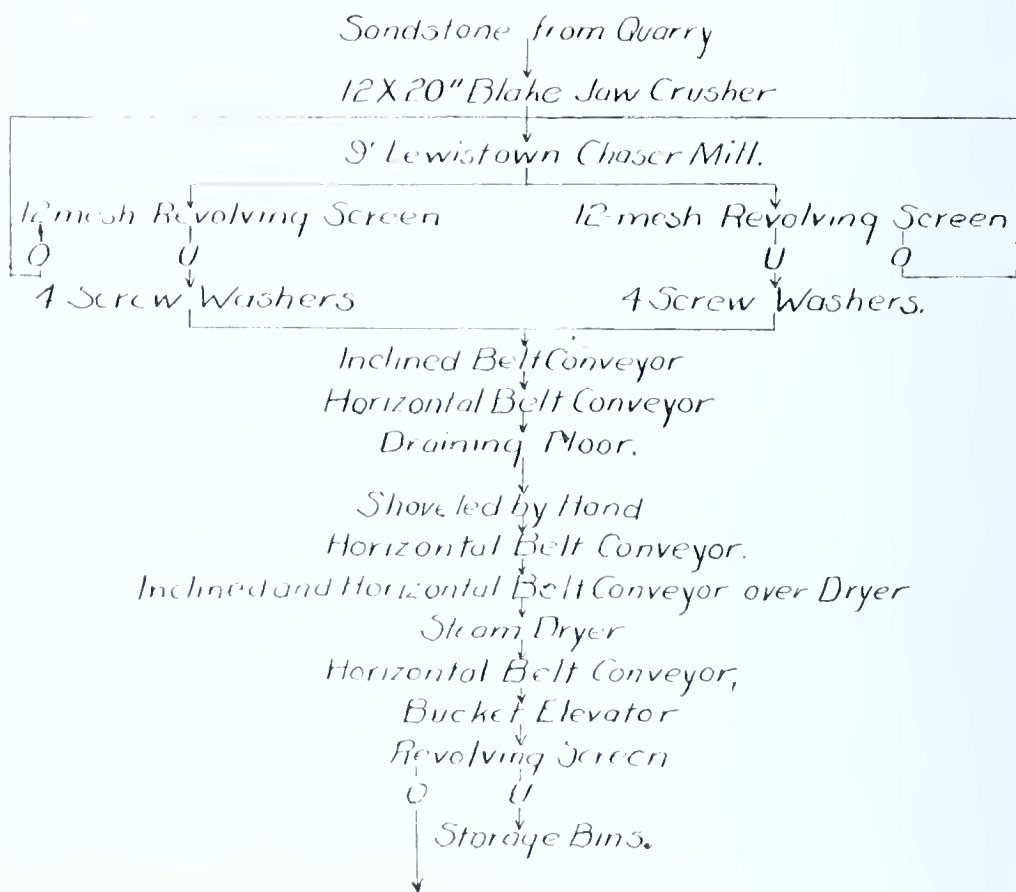 Sandstone from Quarry
12X20" Blake Jaw Crusher
9' Lewistown Chaser Mill.
12-mesh Revolving Screen 12-mesh Revolving Screen
O U U O
4 Screw Washers 4 Screw Washers.
Inclined Belt Conveyor
Horizontal Belt Conveyor
Draining Floor.
Shoveled by Hand
Horizontal Belt Conveyor.
Inclined and Horizontal Belt Conveyor over Dryer
Steam Dryer
Horizontal Belt Conveyor,
Bucket Elevator
Revolving Screen
O U
Storage Bins.